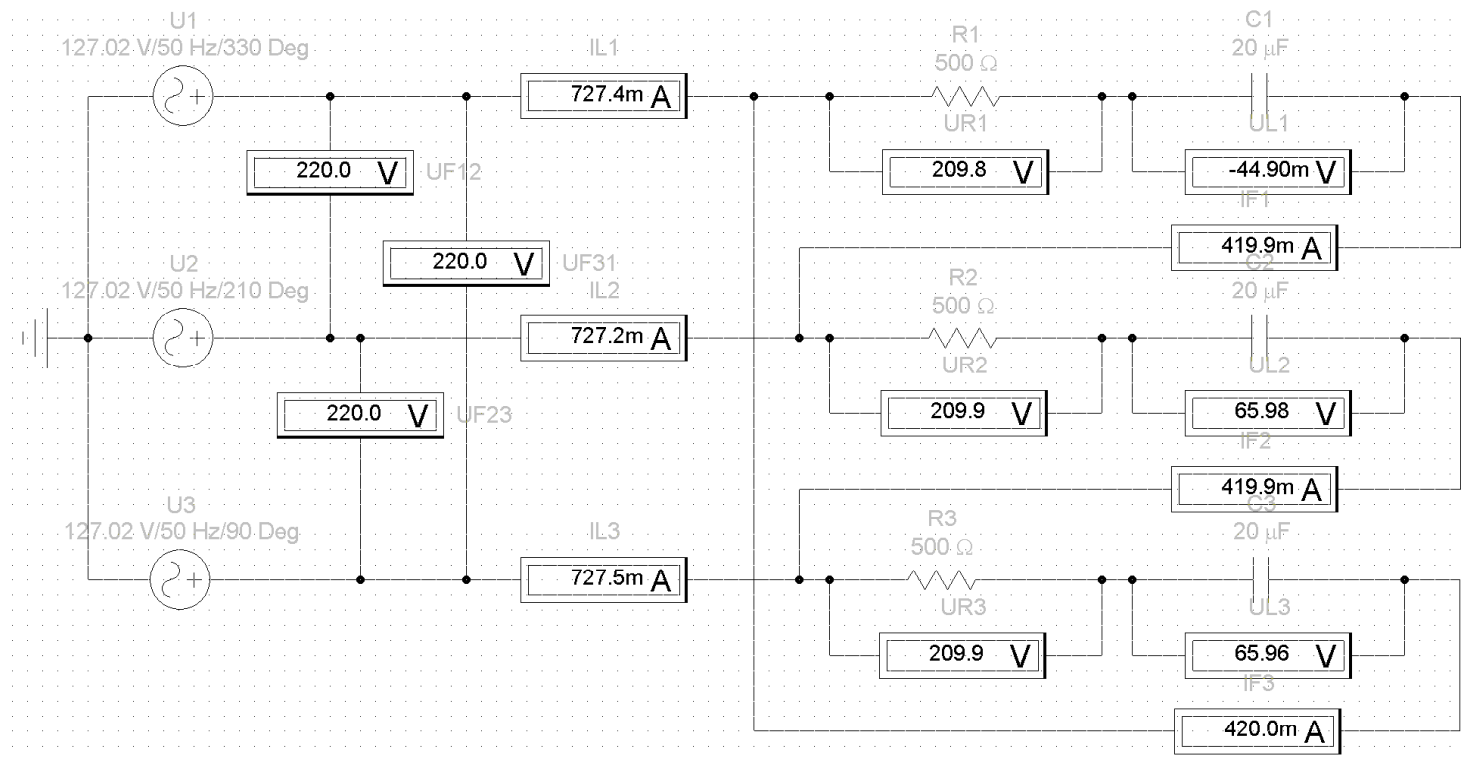 U1
127.02 V/50 Hz/330 Deg
IL1
727.4m A
R1
500 Ω
UR1
209.8 V
C1
20 µF
UL1
-44.90m V
220.0 V
UF12
IF1
419.9m A
220.0 V
UF31
U2
127.02 V/50 Hz/210 Deg
IL2
727.2m A
R2
500 Ω
UR2
209.9 V
C2
20 µF
UL2
65.98 V
220.0 V
UF23
IF2
419.9m A
U3
127.02 V/50 Hz/90 Deg
IL3
727.5m A
R3
500 Ω
UR3
209.9 V
C3
20 µF
UL3
65.96 V
IF3
420.0m A